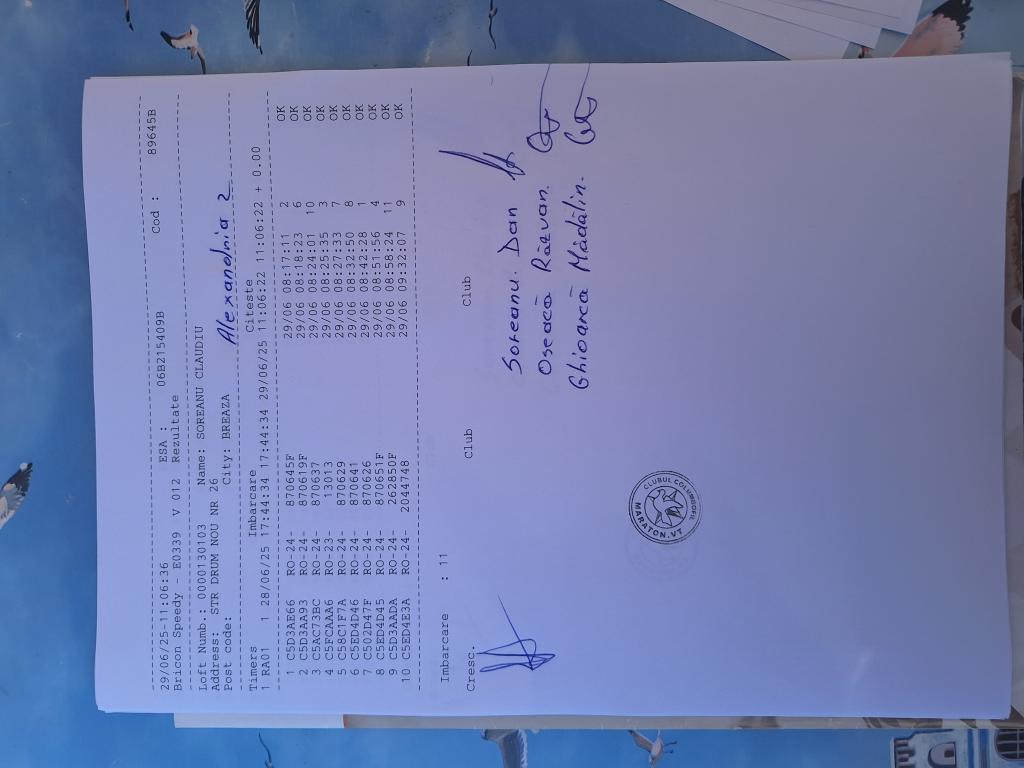 29/06/25-11:06:36 ESA : 06B215409B Cod : 89645B
Bricon Speedy - E0339 V 012 Rezultate
Loft Numb.: 0000130103 Name: SOREANU CLAUDIU
Address: STR DRUM NOU NR 26
Post code: City: BREAZA
Alexandria 2
Timers Imbarcare Citeste
1 RA01 1 28/06/25 17:44:34 17:44:34 29/06/25 11:06:22 11:06:22 + 0.00
1 C5D3AE66 RO-24- 870645F 29/06 08:17:11 2 OK
2 C5D3AA93 RO-24- 870619F 29/06 08:18:23 6 OK
3 C5AC73BC RO-24- 870637 29/06 08:24:01 10 OK
4 C5FCAAA6 RO-23- 13013 29/06 08:25:35 3 OK
5 C58C1F7A RO-24- 870629 29/06 08:27:33 7 OK
6 C5ED4D46 RO-24- 870641 29/06 08:32:50 8 OK
7 C502D47F RO-24- 870626 29/06 08:42:28 1 OK
8 C5ED4D45 RO-24- 870651F 29/06 08:51:56 4 OK
9 C5D3AADA RO-24- 262850F 29/06 08:58:24 11 OK
10 C5ED4E3A RO-24- 2044748 29/06 09:32:07 9 OK
Imbarcare : 11
Cresc. Club Club
Soreanu. Dan
Oseacă Răzvan.
Ghioarcă Mădălin.
CLUBUL COLUMBOFIL
MARATON.VT